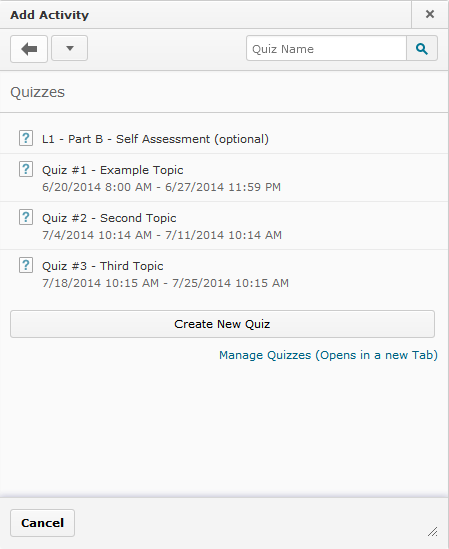 Add Activity
Quiz Name
Quizzes
L1 - Part B - Self Assessment (optional)
Quiz #1 - Example Topic
6/20/2014 8:00 AM - 6/27/2014 11:59 PM
Quiz #2 - Second Topic
7/4/2014 10:14 AM - 7/11/2014 10:14 AM
Quiz #3 - Third Topic
7/18/2014 10:15 AM - 7/25/2014 10:15 AM
Create New Quiz
Manage Quizzes (Opens in a new Tab)
Cancel